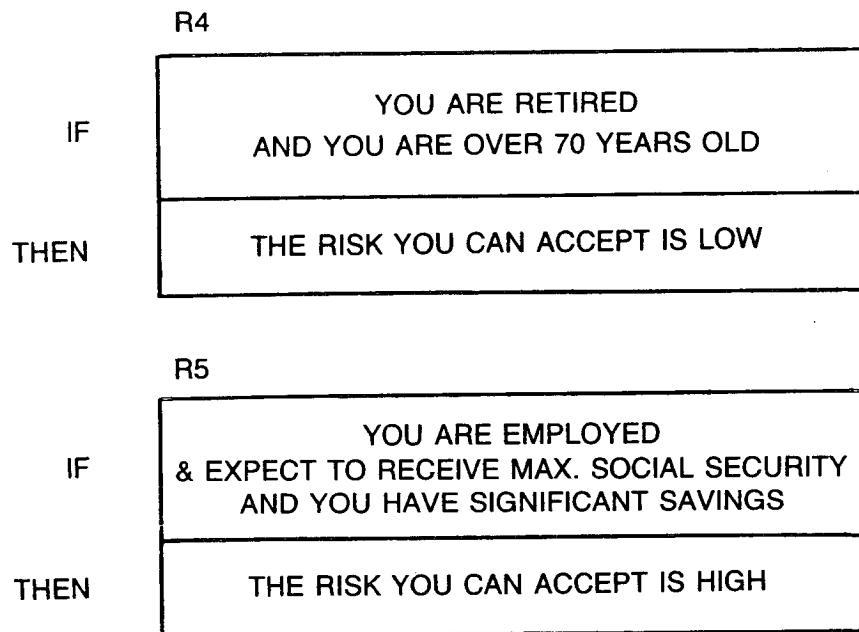 R4
IF
YOU ARE RETIRED
AND YOU ARE OVER 70 YEARS OLD
THEN
THE RISK YOU CAN ACCEPT IS LOW
R5
IF
YOU ARE EMPLOYED
& EXPECT TO RECEIVE MAX. SOCIAL SECURITY
AND YOU HAVE SIGNIFICANT SAVINGS
THEN
THE RISK YOU CAN ACCEPT IS HIGH